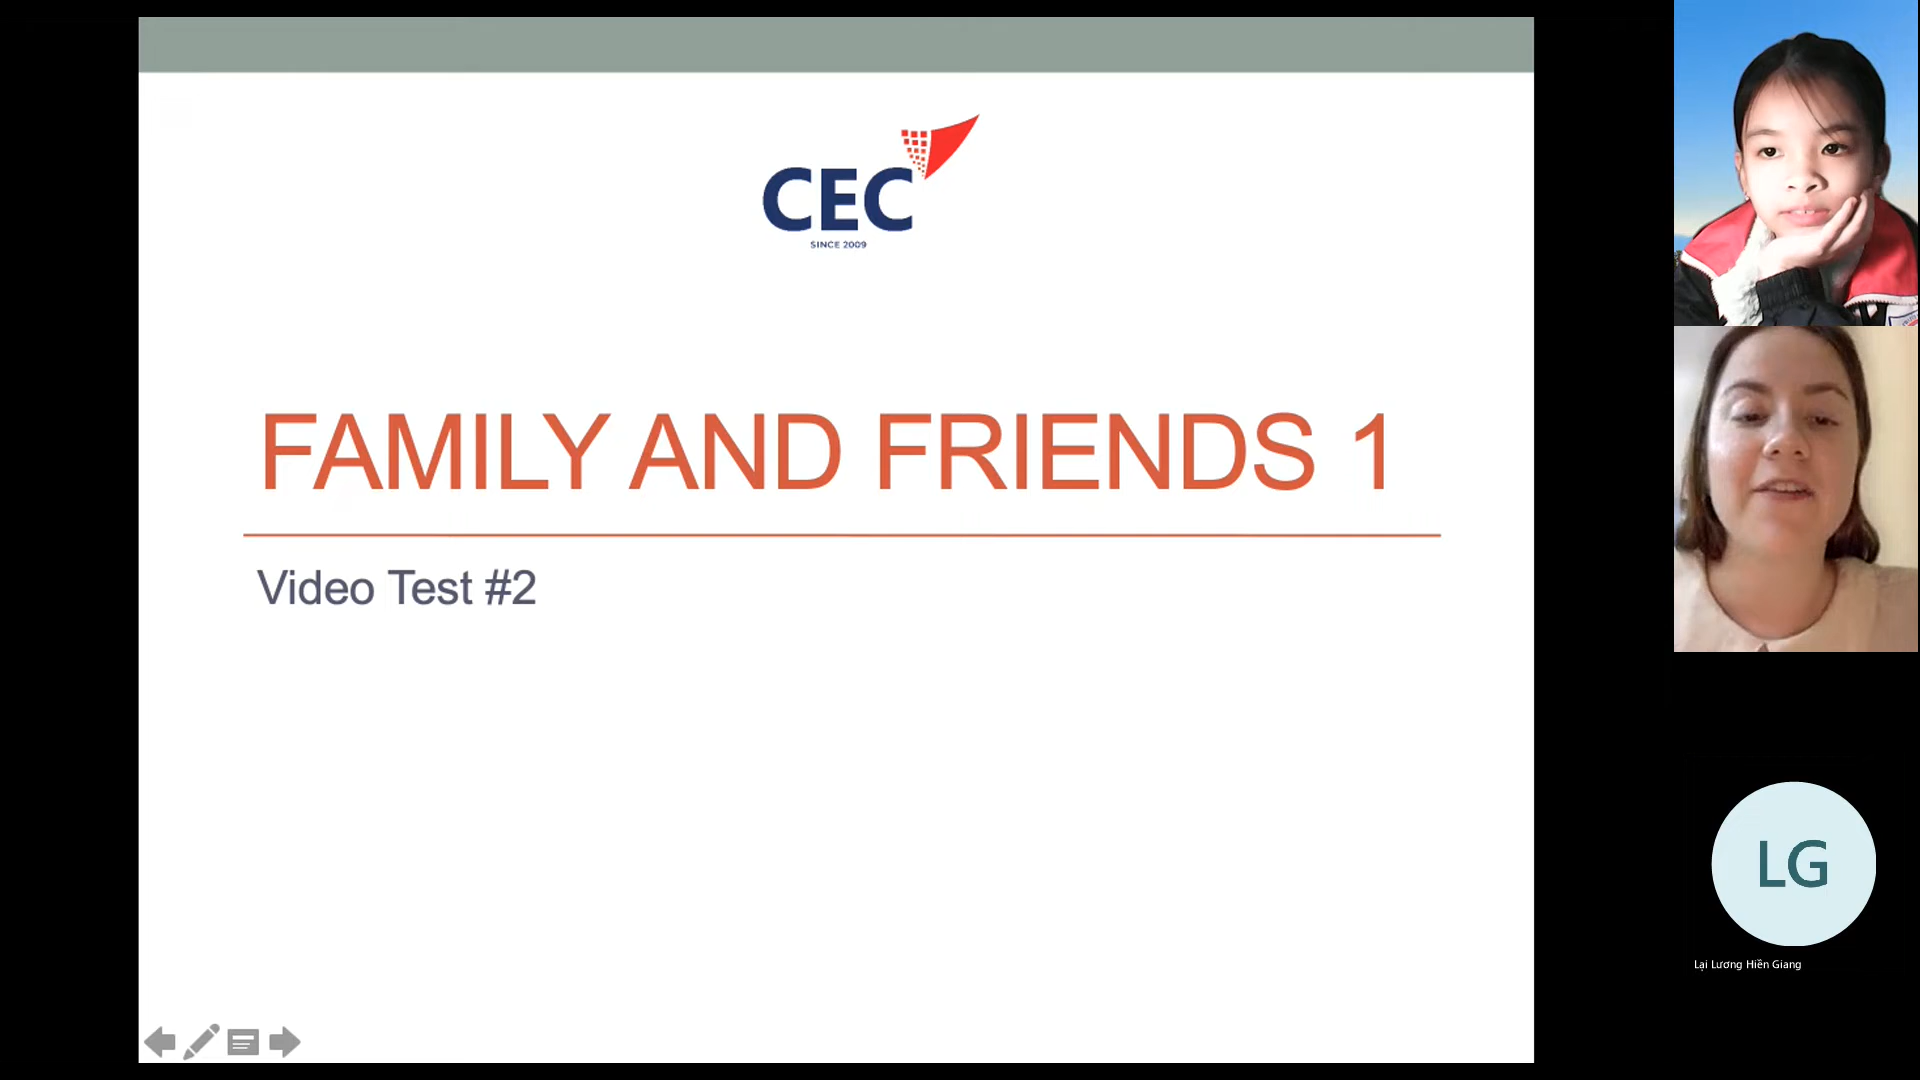 CEC
SINCE 2009
FAMILY AND FRIENDS 1
Video Test #2
LG
Lại Lương Hiền Giang